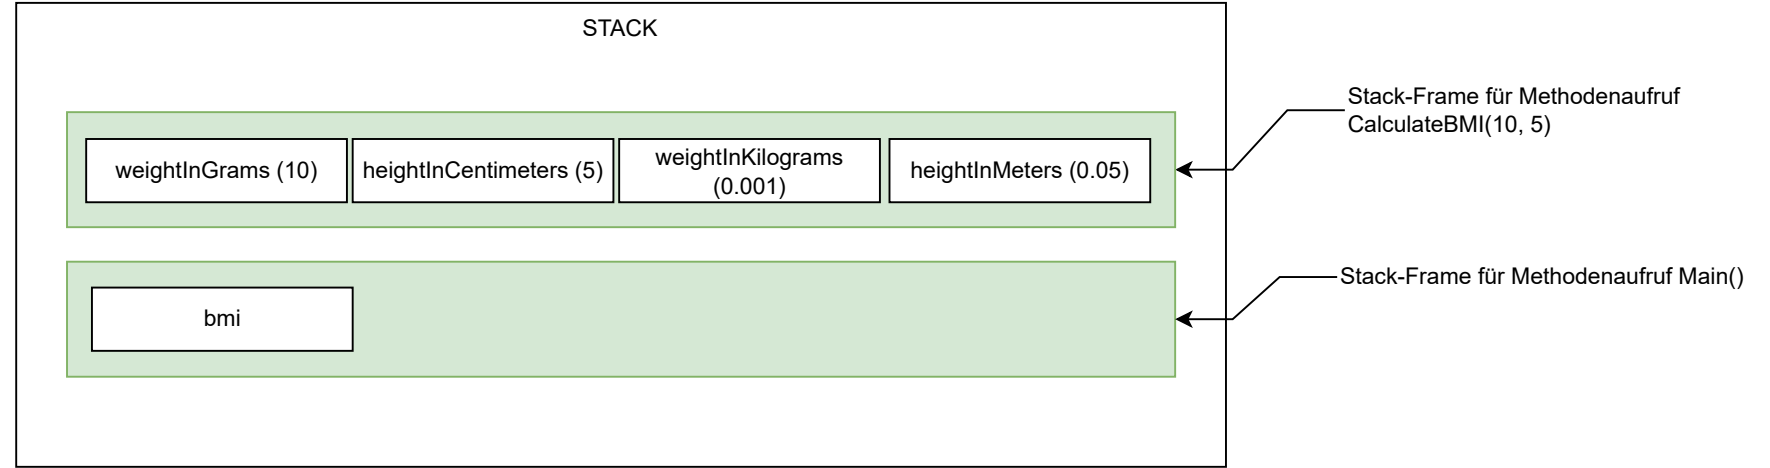 STACK
Stack-Frame für Methodenaufruf
CalculateBMI(10, 5)
weightInGrams (10)
heightInCentimeters (5)
weightInKilograms
(0.001)
heightInMeters (0.05)
Stack-Frame für Methodenaufruf Main()
bmi